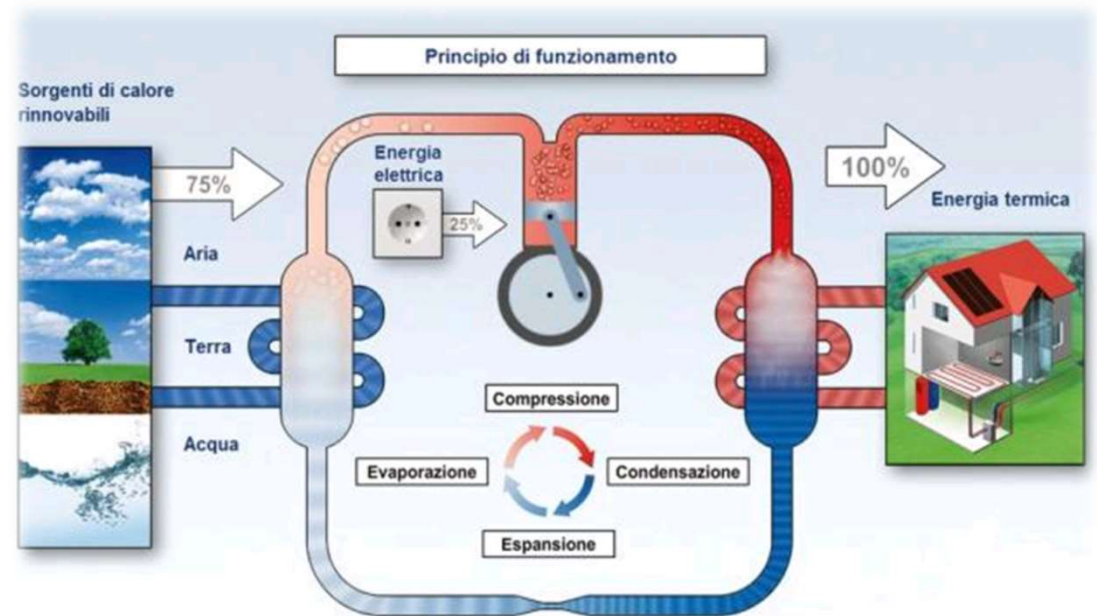 Principio di funzionamento
Sorgenti di calore
rinnovabili
75%
Energia
elettrica
25%
100%
Energia termica
Aria
Terra
Acqua
Compressione
Evaporazione
Condensazione
Espansione